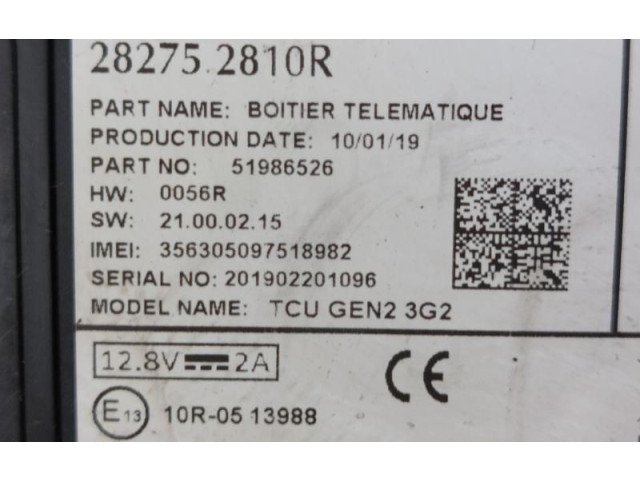 28275 2810R
PART NAME: BOITIER TELEMATIQUE
PRODUCTION DATE: 10/01/19
PART NO: 51986526
HW: 0056R
SW: 21.00.02.15
IMEI: 356305097518982
SERIAL NO: 201902201096
MODEL NAME: TCU GEN2 3G2
12.8V 2A
CE
E13 10R-05 13988